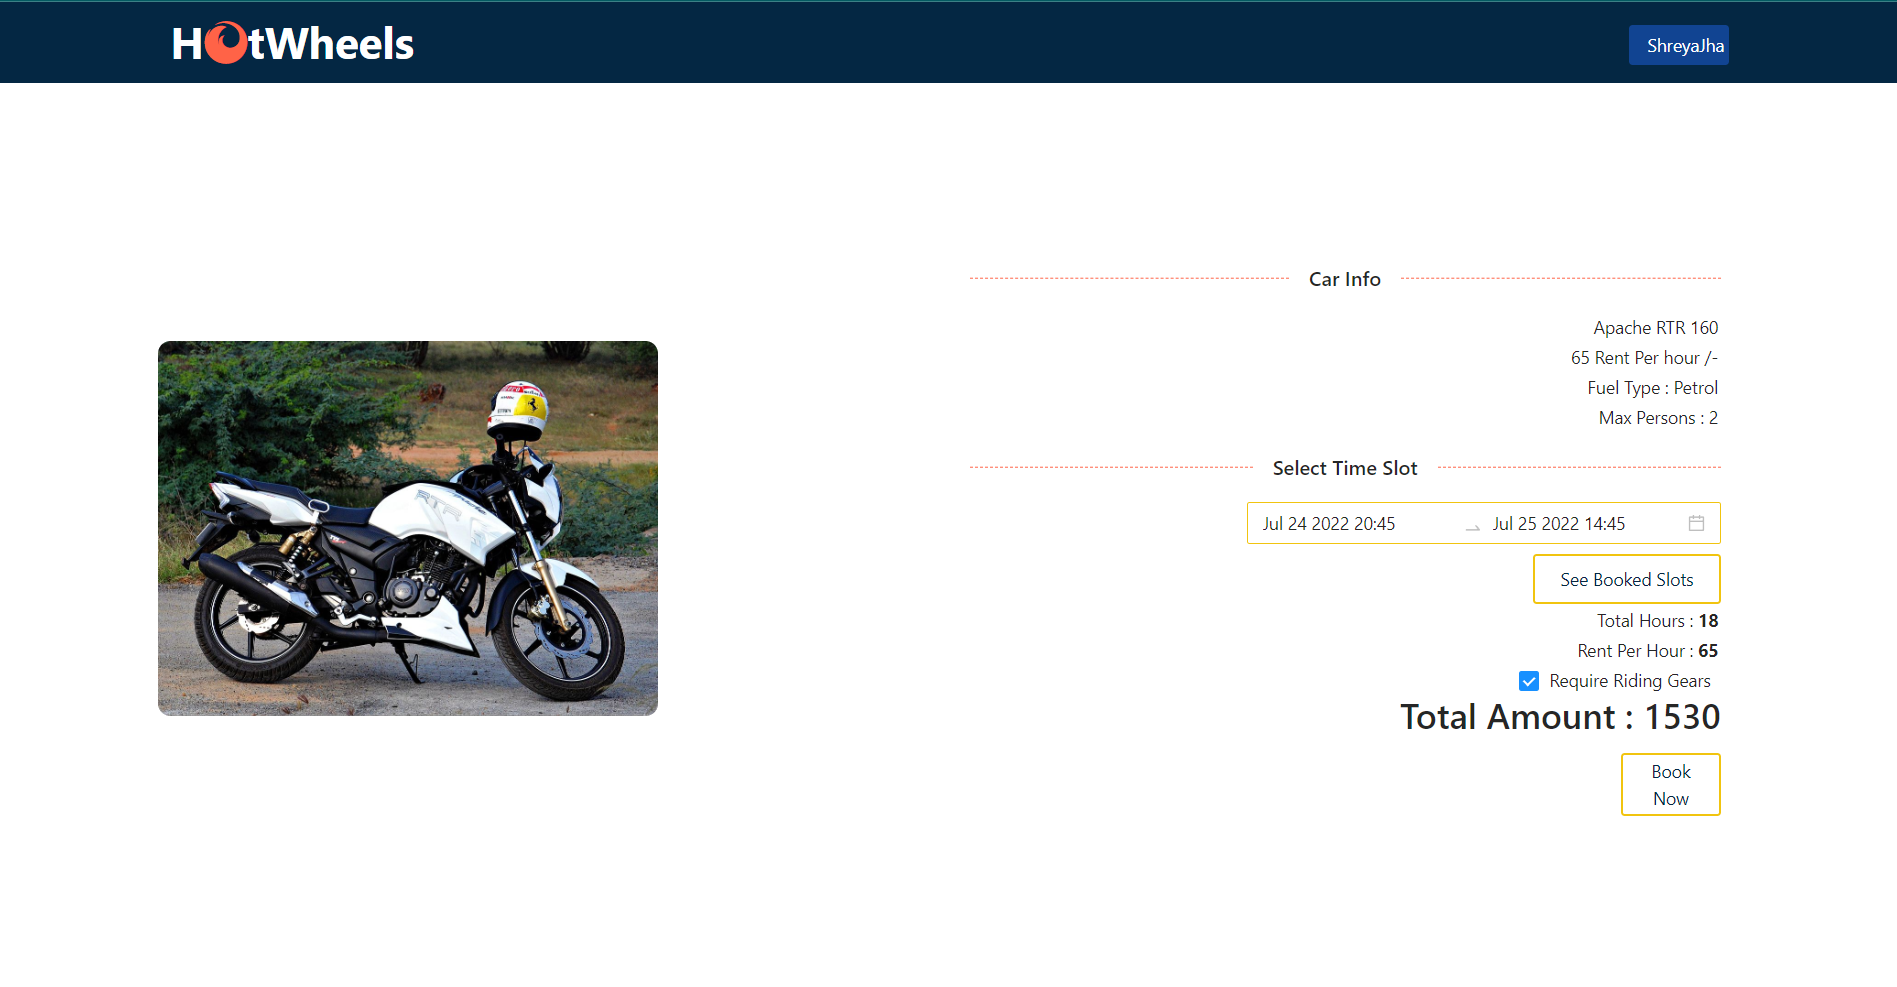 HotWheels
ShreyaJha
Car Info
Apache RTR 160
65 Rent Per hour /-
Fuel Type : Petrol
Max Persons : 2
Select Time Slot
Jul 24 2022 20:45
Jul 25 2022 14:45
See Booked Slots
Total Hours : 18
Rent Per Hour : 65
Require Riding Gears
Total Amount : 1530
Book
Now
RTR